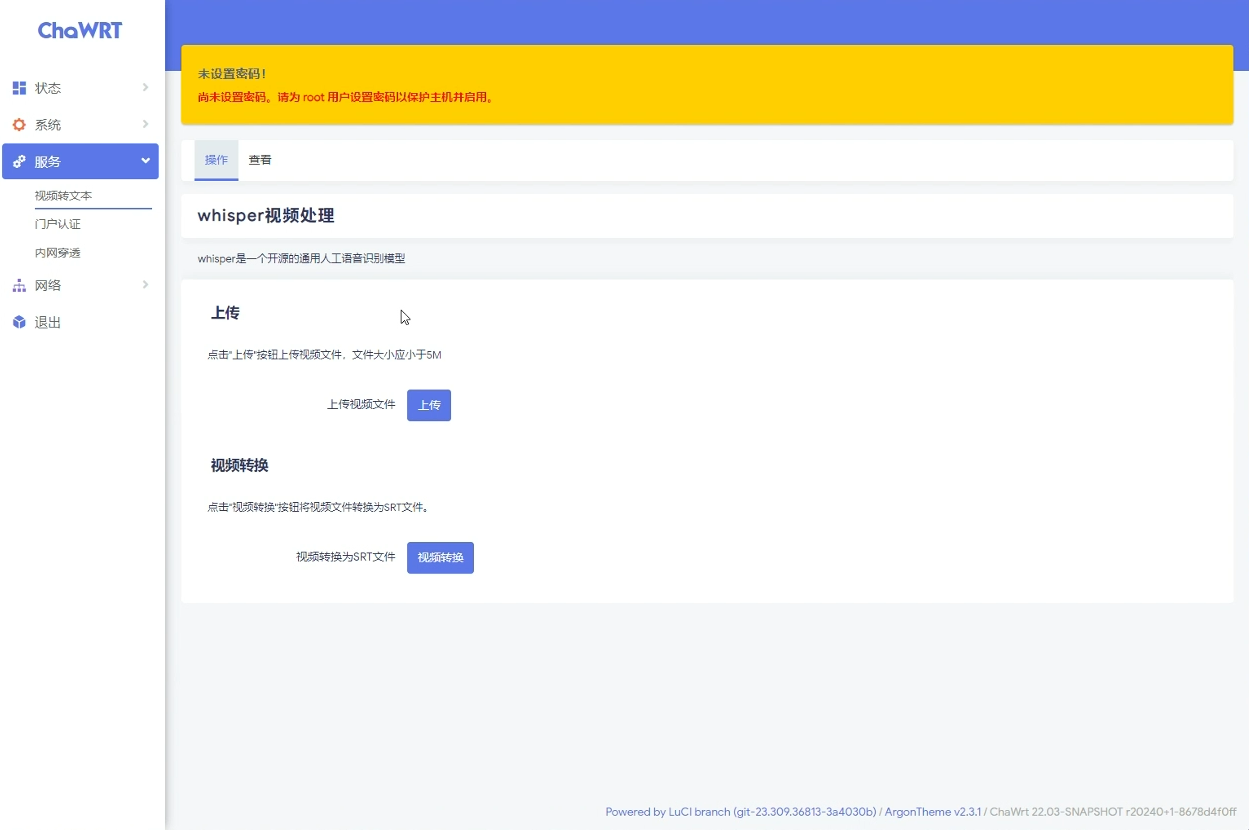 ChaWRT
状态
系统
服务
视频转文本
门户认证
内网穿透
网络
退出
未设置密码！
尚未设置密码。请为 root 用户设置密码以保护主机并启用。
操作 查看
whisper视频处理
whisper是一个开源的通用人工语音识别模型
上传
点击"上传"按钮上传视频文件，文件大小应小于5M
上传视频文件 上传
视频转换
点击"视频转换"按钮将视频文件转换为SRT文件。
视频转换为SRT文件 视频转换
Powered by LuCI branch (git-23.309.36813-3a4030b) / ArgonTheme v2.3.1 / ChaWrt 22.03-SNAPSHOT r20240+1-8678d4f0ff